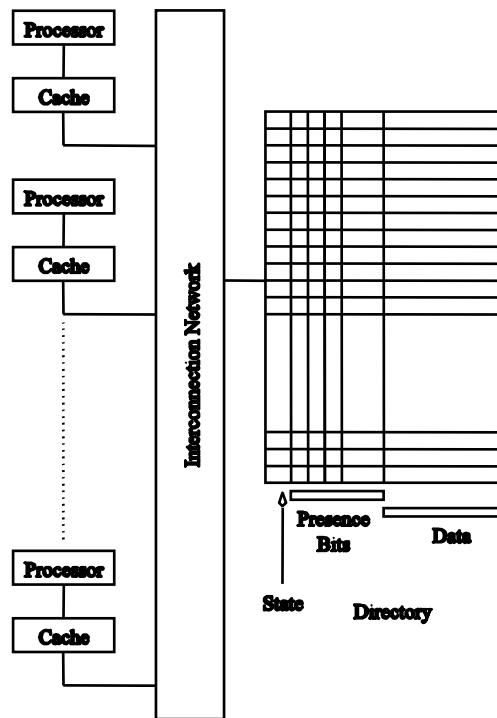 Processor
Cache
Processor
Cache
Interconnection Network
Processor
Cache
Presence
Bits
Data
State
Directory